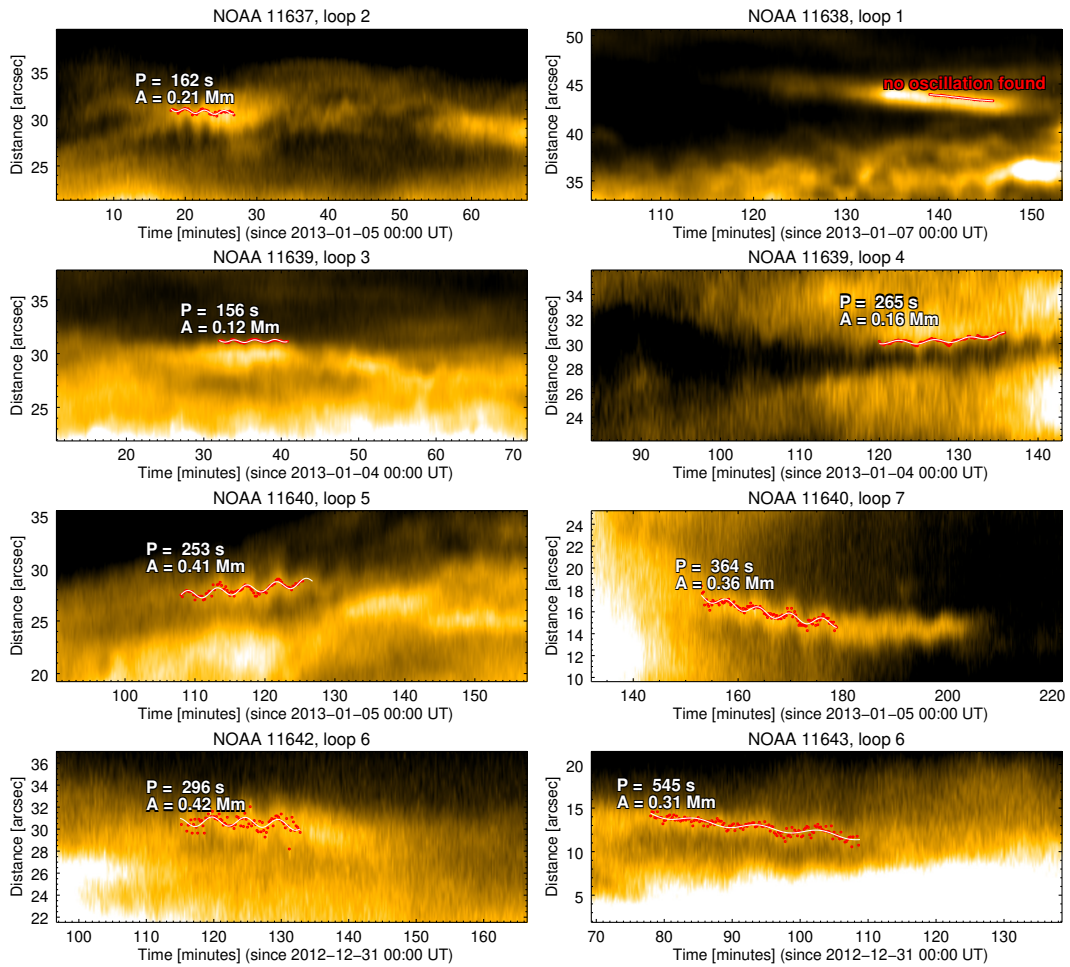 NOAA 11637, loop 2
Distance [arcsec]
35
30
25
P = 162 s
A = 0.21 Mm
10 20 30 40 50 60
Time [minutes] (since 2013−01−05 00:00 UT)
NOAA 11638, loop 1
Distance [arcsec]
50
45
40
35
no oscillation found
110 120 130 140 150
Time [minutes] (since 2013−01−07 00:00 UT)
NOAA 11639, loop 3
Distance [arcsec]
35
30
25
P = 156 s
A = 0.12 Mm
20 30 40 50 60 70
Time [minutes] (since 2013−01−04 00:00 UT)
NOAA 11639, loop 4
Distance [arcsec]
34
32
30
28
26
24
P = 265 s
A = 0.16 Mm
90 100 110 120 130 140
Time [minutes] (since 2013−01−04 00:00 UT)
NOAA 11640, loop 5
Distance [arcsec]
35
30
25
20
P = 253 s
A = 0.41 Mm
100 110 120 130 140 150
Time [minutes] (since 2013−01−05 00:00 UT)
NOAA 11640, loop 7
Distance [arcsec]
24
22
20
18
16
14
12
10
P = 364 s
A = 0.36 Mm
140 160 180 200 220
Time [minutes] (since 2013−01−05 00:00 UT)
NOAA 11642, loop 6
Distance [arcsec]
36
34
32
30
28
26
24
22
P = 296 s
A = 0.42 Mm
100 110 120 130 140 150 160
Time [minutes] (since 2012−12−31 00:00 UT)
NOAA 11643, loop 6
Distance [arcsec]
20
15
10
5
P = 545 s
A = 0.31 Mm
70 80 90 100 110 120 130
Time [minutes] (since 2012−12−31 00:00 UT)